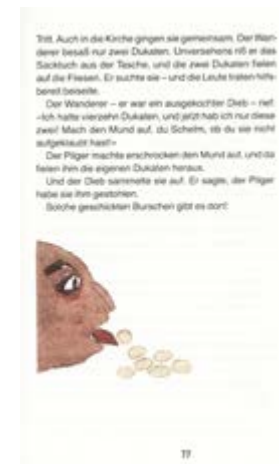 Tritt. Auch in die Kirche gingen sie gemeinsam. Der Wan-
derer besaß nur zwei Dukaten. Unversehens riß er das
Sacktuch aus der Tasche, und die zwei Dukaten fielen
auf die Fliesen. Er suchte sie – und die Leute traten hilfs-
bereit beiseite.
Der Wanderer – er war ein ausgekochter Dieb – rief:
»Ich hatte vierzehn Dukaten, und jetzt hab ich nur diese
zwei! Mach den Mund auf, du Schelm, ob du sie nicht
aufgeklaubt hast!«
Der Pilger machte erschrocken den Mund auf, und da
fielen ihm die eigenen Dukaten heraus.
Und der Dieb sammelte sie auf. Er sagte, der Pilger
habe sie ihm gestohlen.
Solche geschickten Burschen gibt es dort!